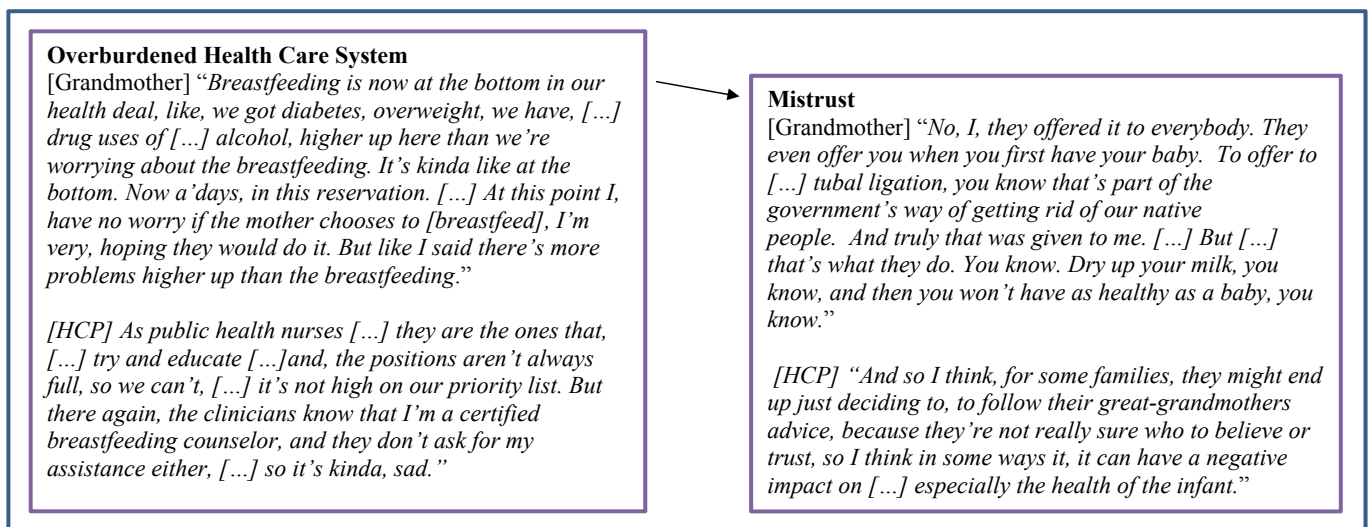 Overburdened Health Care System
[Grandmother] “Breastfeeding is now at the bottom in our
health deal, like, we got diabetes, overweight, we have, […]
drug uses of […] alcohol, higher up here than we’re
worrying about the breastfeeding. It’s kinda like at the
bottom. Now a’days, in this reservation. […] At this point I,
have no worry if the mother chooses to [breastfeed], I’m
very, hoping they would do it. But like I said there’s more
problems higher up than the breastfeeding.”
[HCP] As public health nurses […] they are the ones that,
[…] try and educate […]and, the positions aren’t always
full, so we can’t, […] it’s not high on our priority list. But
there again, the clinicians know that I’m a certified
breastfeeding counselor, and they don’t ask for my
assistance either, […] so it’s kinda, sad.”
Mistrust
[Grandmother] “No, I, they offered it to everybody. They
even offer you when you first have your baby.  To offer to
[…] tubal ligation, you know that’s part of the
government’s way of getting rid of our native
people.  And truly that was given to me. […] But […]
that’s what they do. You know. Dry up your milk, you
know, and then you won’t have as healthy as a baby, you
know.”
[HCP] “And so I think, for some families, they might end
up just deciding to, to follow their great-grandmothers
advice, because they’re not really sure who to believe or
trust, so I think in some ways it, it can have a negative
impact on […] especially the health of the infant.”